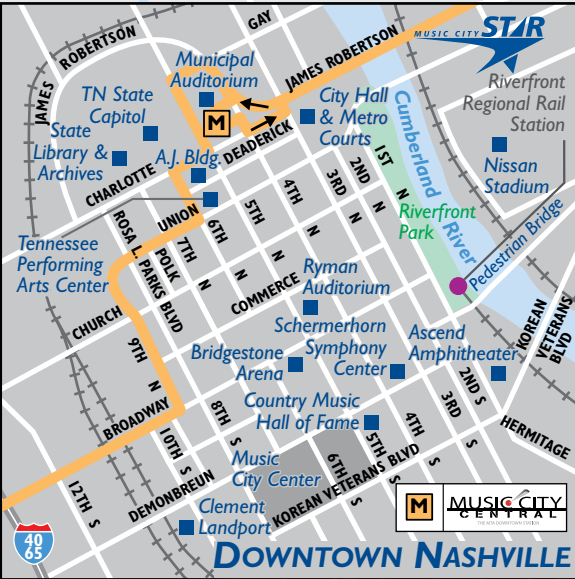 GAY
MUSIC CITY STAR
JAMES ROBERTSON
JAMES ROBERTSON
Municipal
Auditorium
Riverfront
Regional Rail
Station
TN State
Capitol
M
City Hall
& Metro
Courts
Cumberland
River
State
Library &
Archives
A.J. Bldg.
DEADERICK
1ST N
Nissan
Stadium
CHARLOTTE
2ND N
3RD N
4TH N
5TH N
6TH N
7TH N
UNION
Riverfront
Park
ROSA L. PARKS BLVD
POLK
Tennessee
Performing
Arts Center
Pedestrian Bridge
Ryman
Auditorium
COMMERCE
CHURCH
9TH N
Schermerhorn
Symphony
Center
Ascend
Amphitheater
KOREAN
VETERANS
BLVD
Bridgestone
Arena
2ND S
3RD S
4TH S
5TH S
6TH S
8TH S
10TH S
12TH S
BROADWAY
Country Music
Hall of Fame
HERMITAGE
Music
City Center
DEMONBREUN
KOREAN VETERANS BLVD
Clement
Landport
M
MUSIC CITY
CENTRAL
THE MTA DOWNTOWN STATION
40
65
DOWNTOWN NASHVILLE